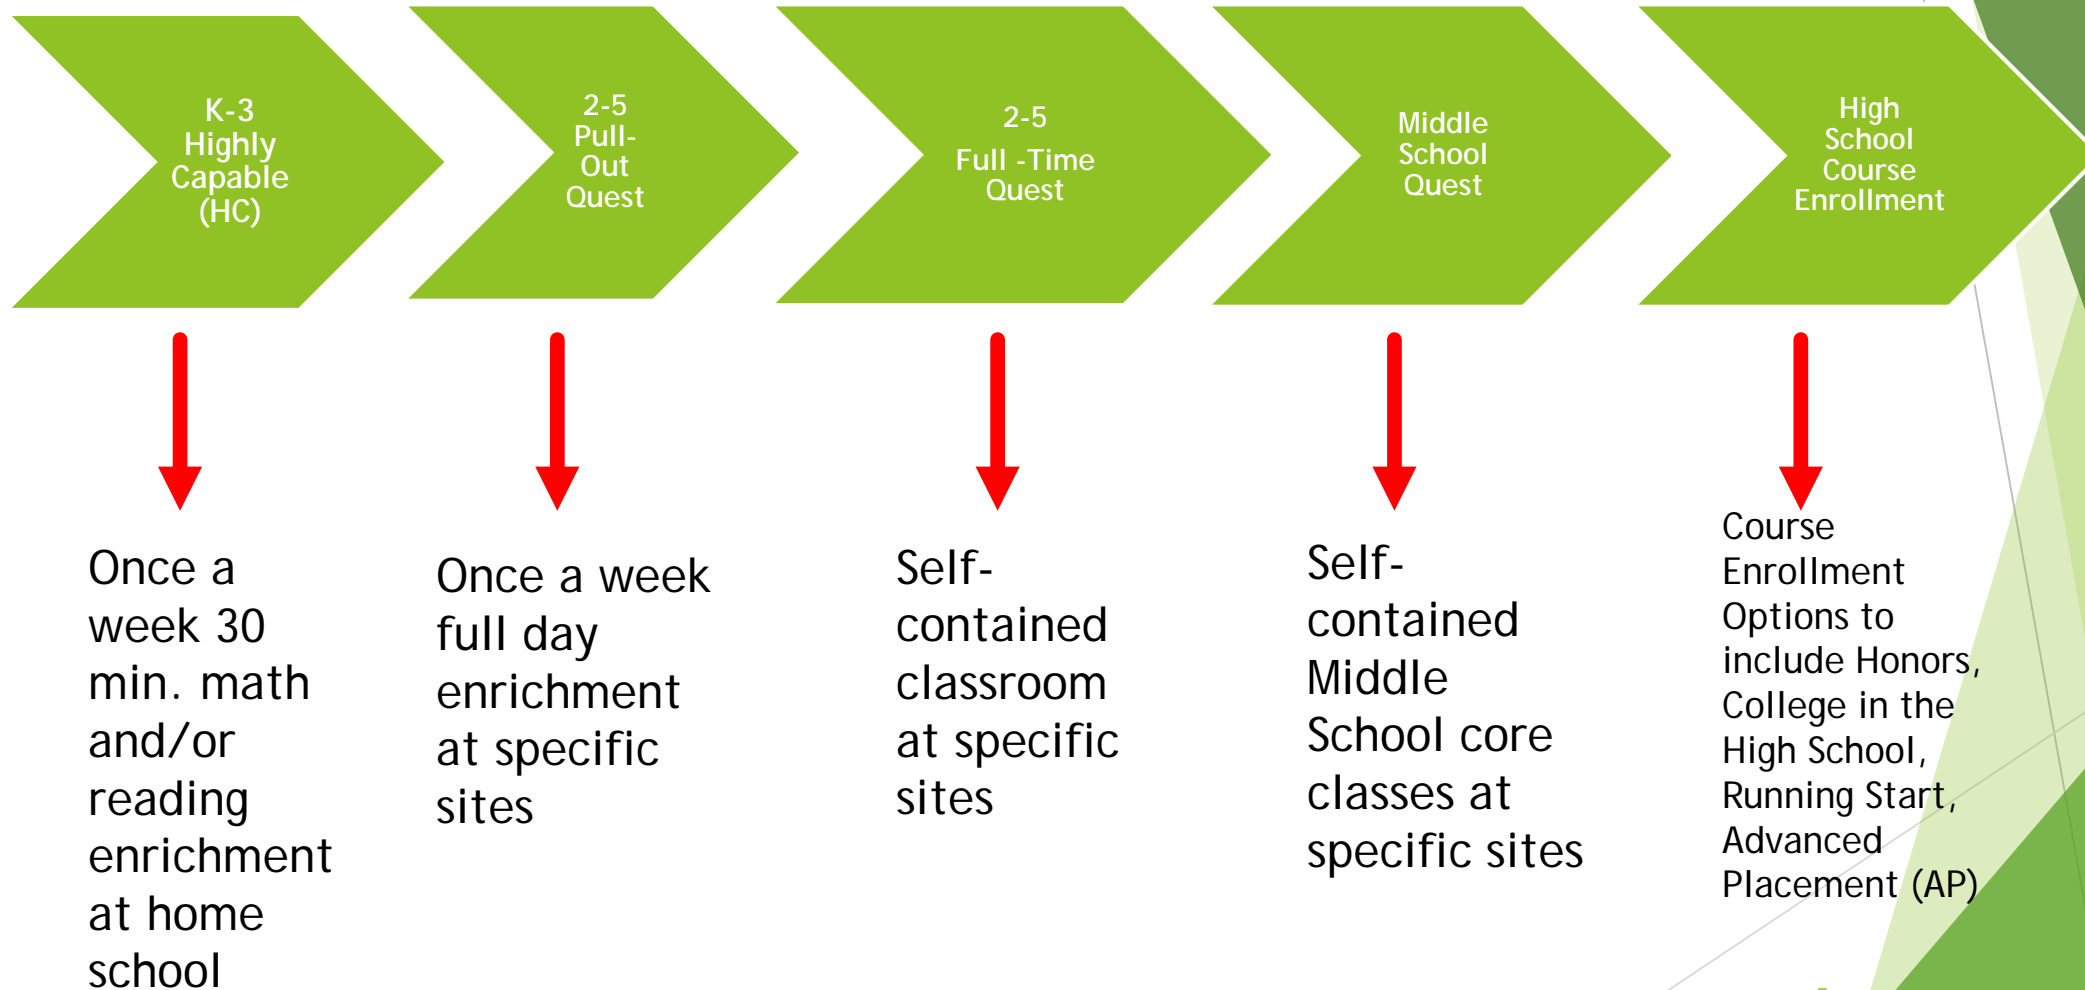 K-3
Highly
Capable
(HC)
2-5
Pull-
Out
Quest
2-5
Full -Time
Quest
Middle
School
Quest
High
School
Course
Enrollment
Once a
week 30
min. math
and/or
reading
enrichment
at home
school
Once a week
full day
enrichment
at specific
sites
Self-
contained
classroom
at specific
sites
Self-
contained
Middle
School core
classes at
specific sites
Course
Enrollment
Options to
include Honors,
College in the
High School,
Running Start,
Advanced
Placement (AP)